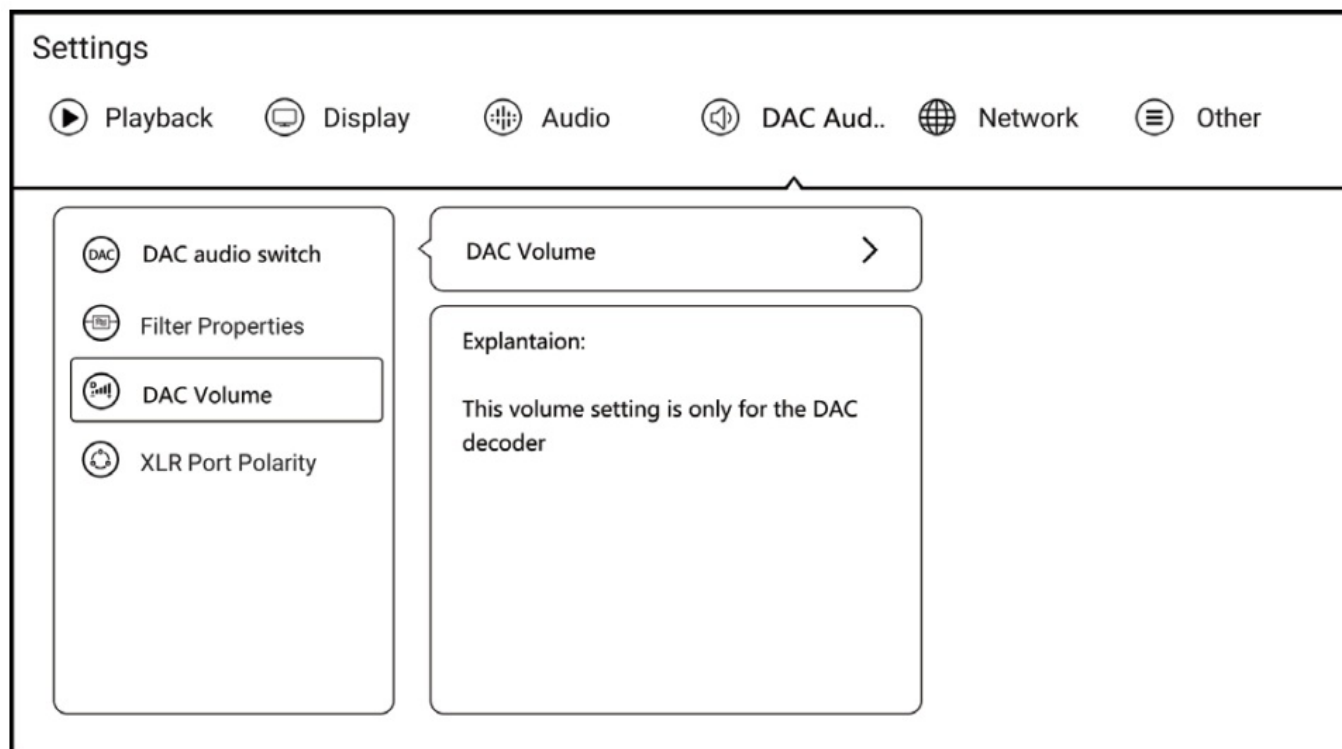 Settings
Playback Display Audio DAC Aud.. Network Other
DAC audio switch
Filter Properties
DAC Volume
XLR Port Polarity
DAC Volume
Explantaion:
This volume setting is only for the DAC
decoder